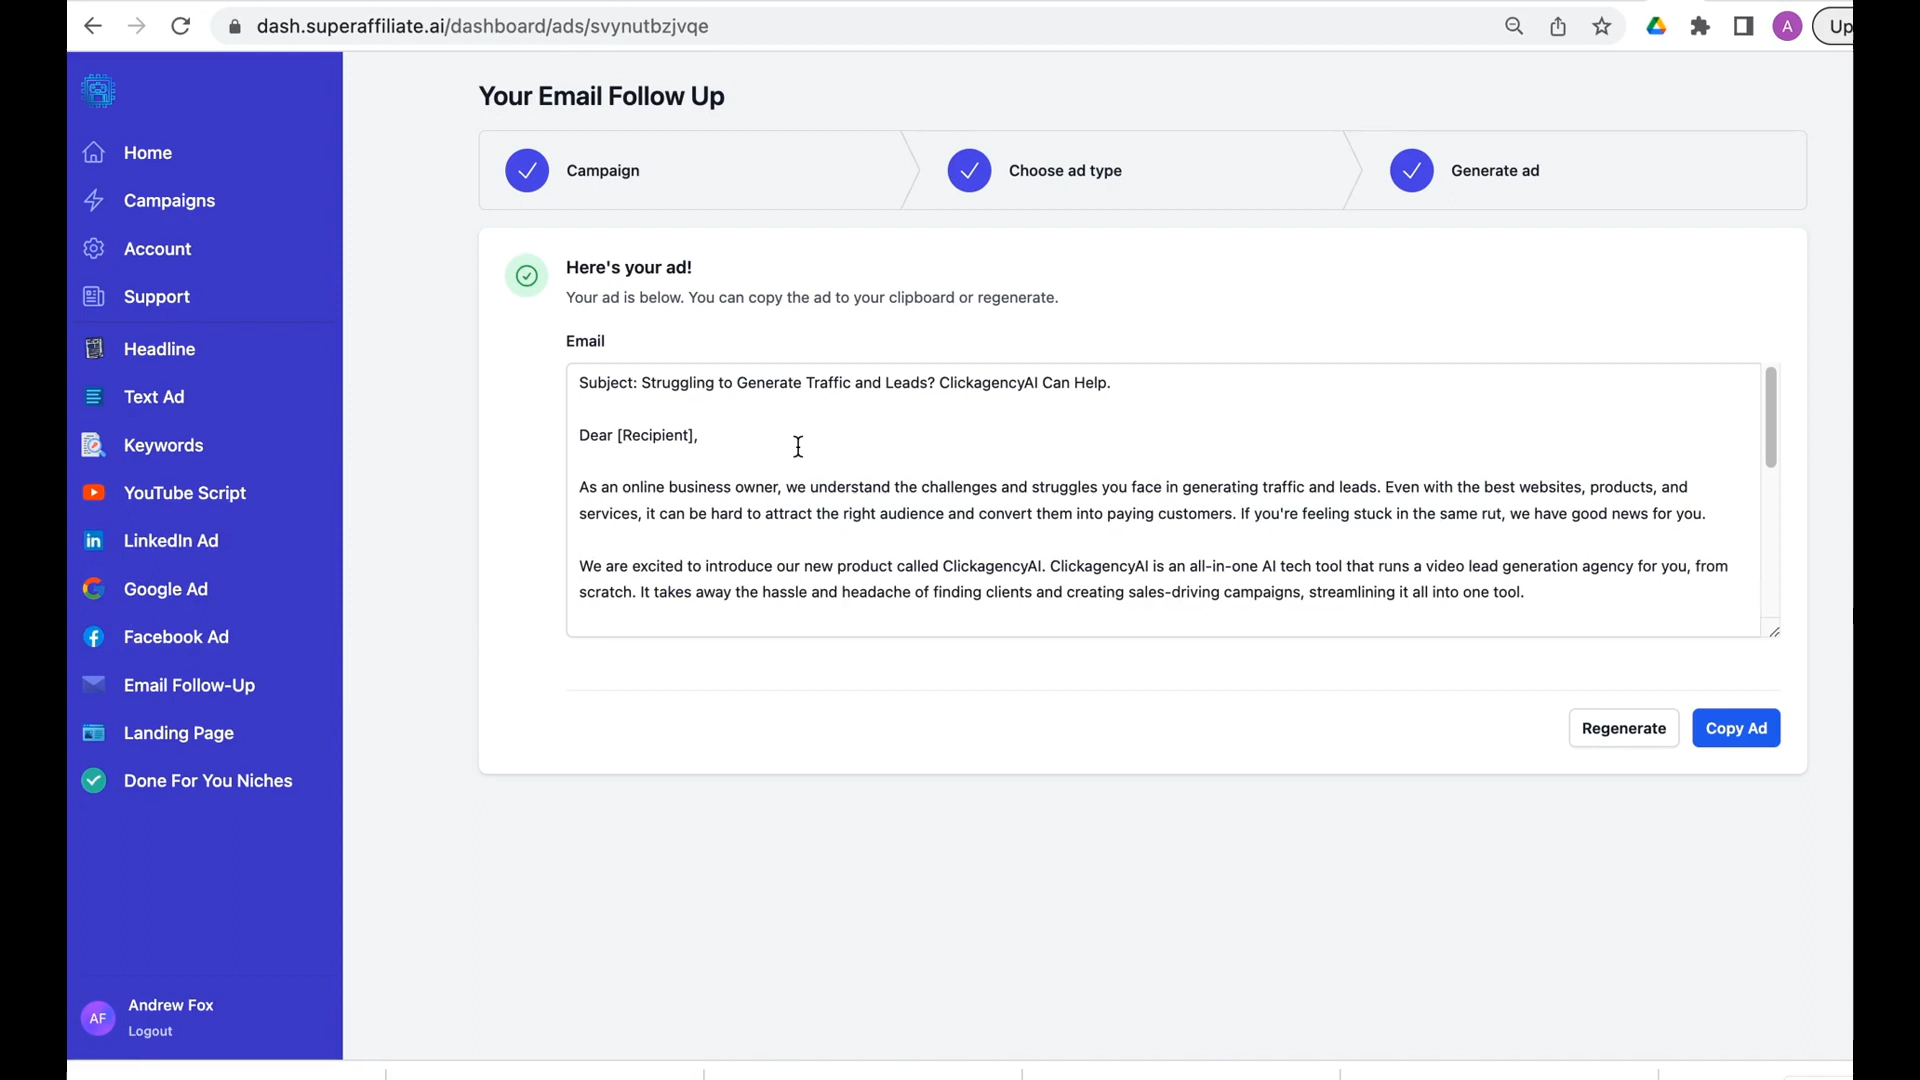 dash.superaffiliate.ai/dashboard/ads/svynutbzjvqe
A
Up
Home
Campaigns
Account
Support
Headline
Text Ad
Keywords
YouTube Script
LinkedIn Ad
Google Ad
Facebook Ad
Email Follow-Up
Landing Page
Done For You Niches
AF
Andrew Fox
Logout
Your Email Follow Up
Campaign
Choose ad type
Generate ad
Here's your ad!
Your ad is below. You can copy the ad to your clipboard or regenerate.
Email
Subject: Struggling to Generate Traffic and Leads? ClickagencyAI Can Help.
Dear [Recipient],
As an online business owner, we understand the challenges and struggles you face in generating traffic and leads. Even with the best websites, products, and
services, it can be hard to attract the right audience and convert them into paying customers. If you're feeling stuck in the same rut, we have good news for you.
We are excited to introduce our new product called ClickagencyAI. ClickagencyAI is an all-in-one AI tech tool that runs a video lead generation agency for you, from
scratch. It takes away the hassle and headache of finding clients and creating sales-driving campaigns, streamlining it all into one tool.
Regenerate
Copy Ad